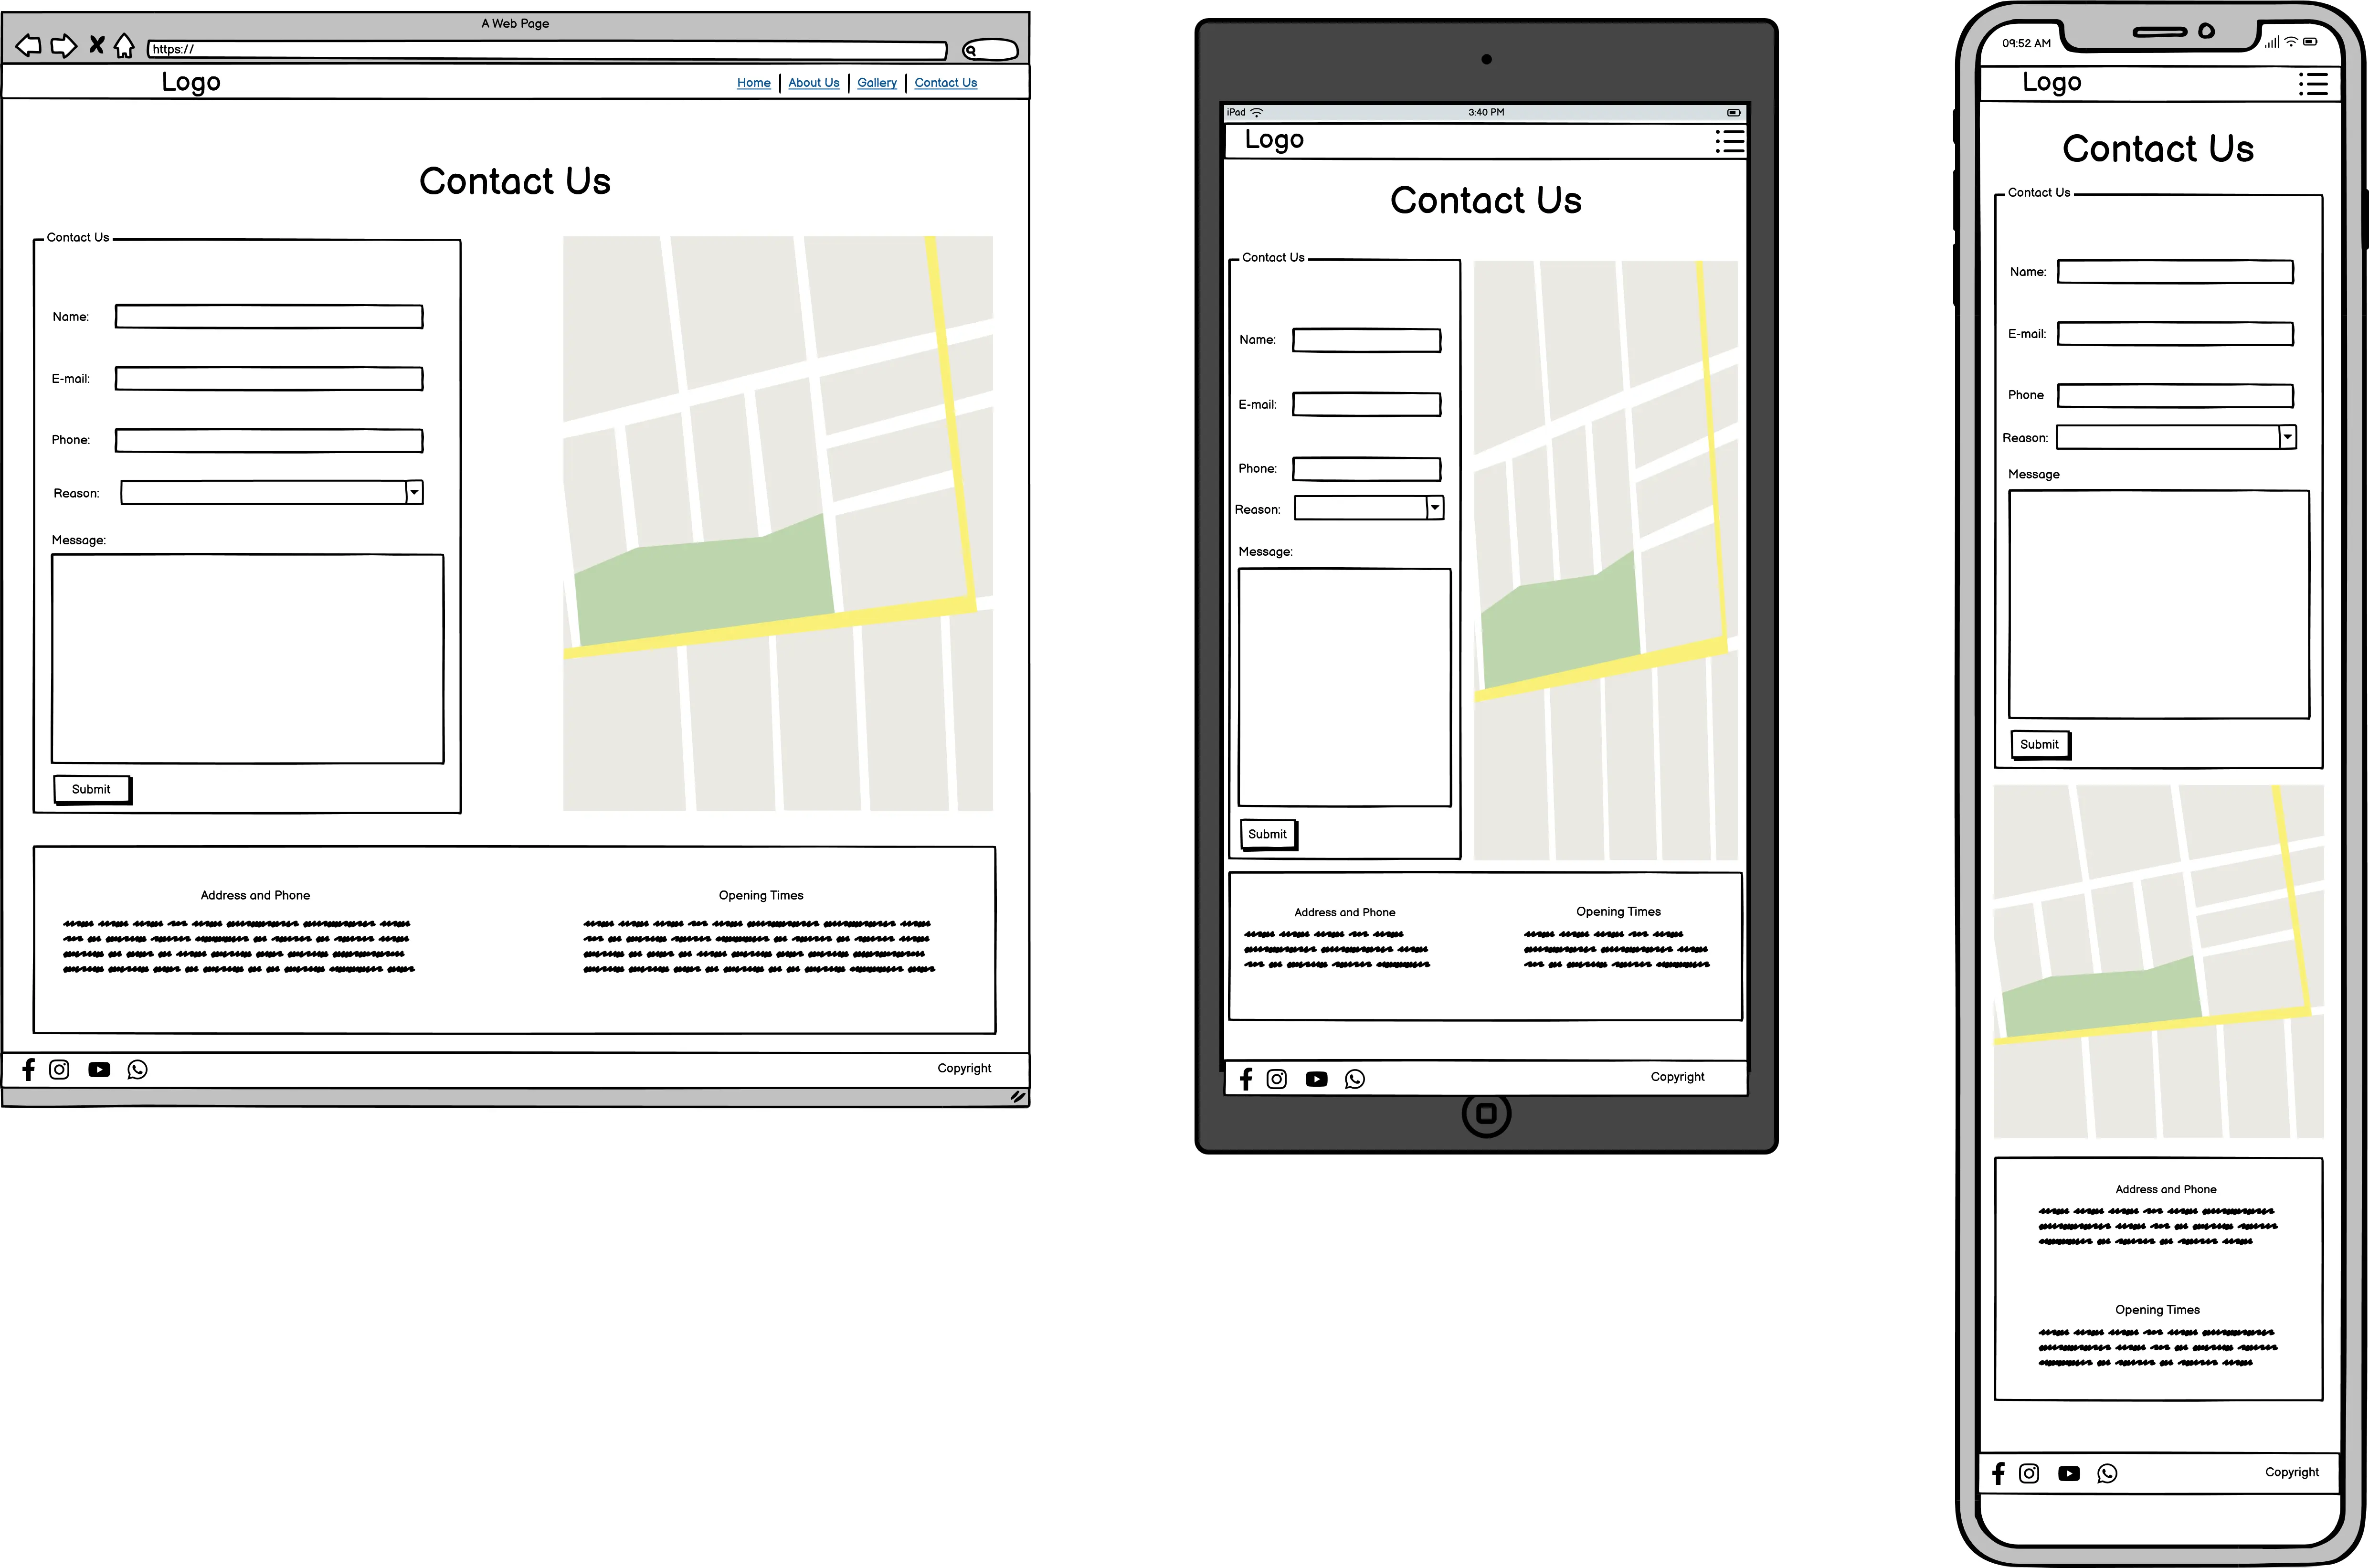 A Web Page
https://
Logo
Home About Us Gallery Contact Us
Contact Us
Contact Us
Name:
E-mail:
Phone:
Reason:
Message:
Submit
Address and Phone
Opening Times
Copyright
iPad
3:40 PM
Logo
Contact Us
Contact Us
Name:
E-mail:
Phone:
Reason:
Message:
Submit
Address and Phone
Opening Times
Copyright
09:52 AM
Logo
Contact Us
Contact Us
Name:
E-mail:
Phone
Reason:
Message
Submit
Address and Phone
Opening Times
Copyright